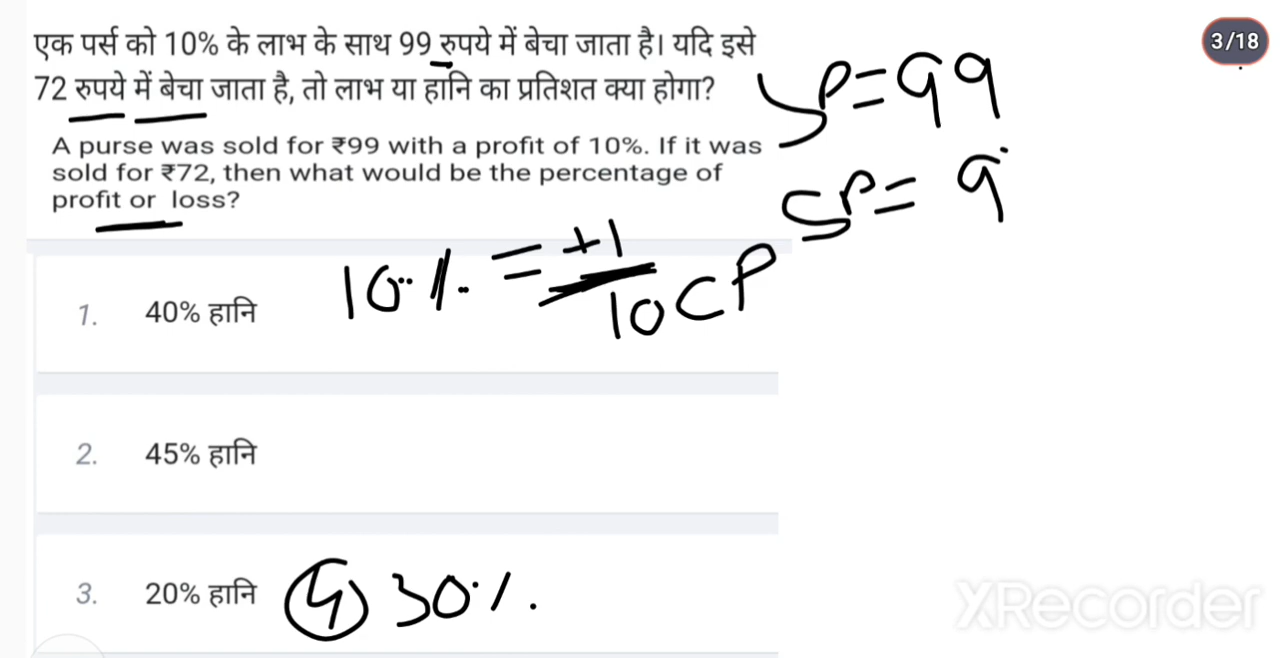 एक पर्स को 10% के लाभ के साथ 99 रुपये में बेचा जाता है। यदि इसे
72 रुपये में बेचा जाता है, तो लाभ या हानि का प्रतिशत क्या होगा?
A purse was sold for ₹99 with a profit of 10%. If it was
sold for ₹72, then what would be the percentage of
profit or loss?
3/18
SP=99
SP= 9
10% = +1/10 CP
1. 40% हानि
2. 45% हानि
3. 20% हानि
(4) 30%.
XRecorder